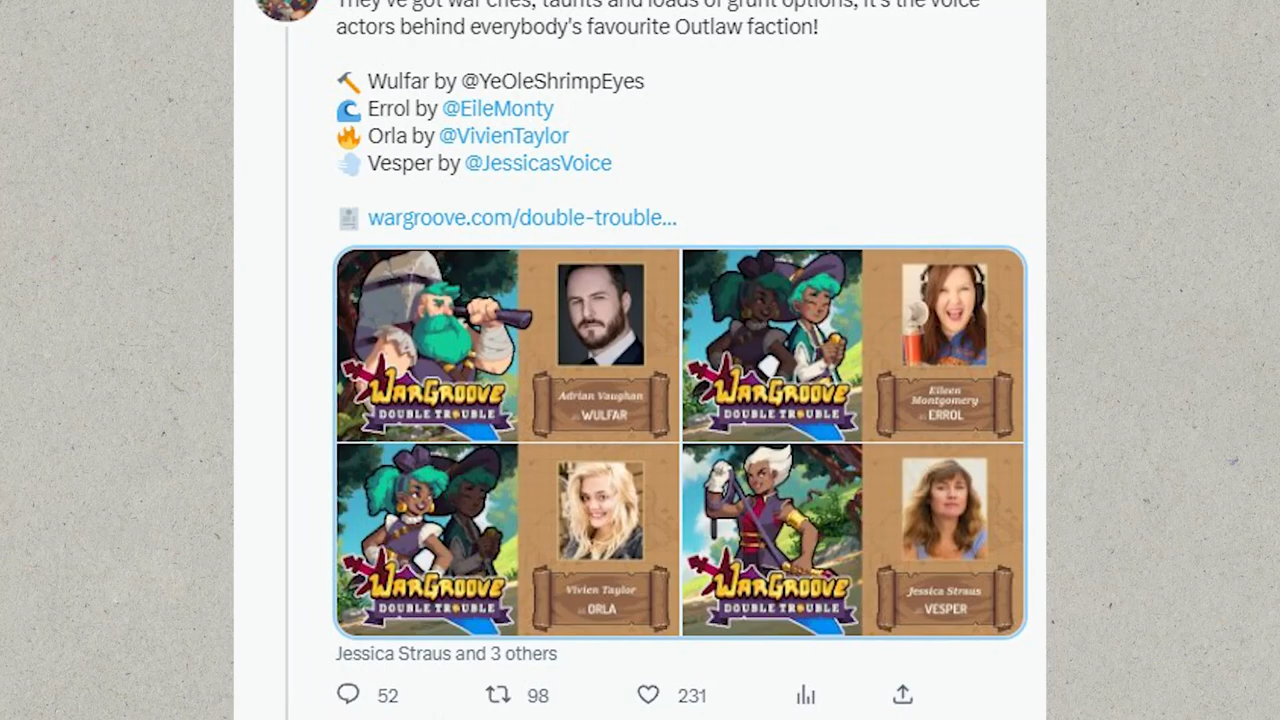 They've got war cries, taunts and loads of grunt options, it's the voice
actors behind everybody's favourite Outlaw faction!
Wulfar by @YeOleShrimpEyes
Errol by @EileMonty
Orla by @VivienTaylor
Vesper by @JessicasVoice
wargroove.com/double-trouble...
WARGROOVE
DOUBLE TROUBLE
Adrian Vaughan
as WULFAR
WARGROOVE
DOUBLE TROUBLE
Eileen
Montgomery
as ERROL
WARGROOVE
DOUBLE TROUBLE
Vivien Taylor
as ORLA
WARGROOVE
DOUBLE TROUBLE
Jessica Straus
as VESPER
Jessica Straus and 3 others
52 98 231